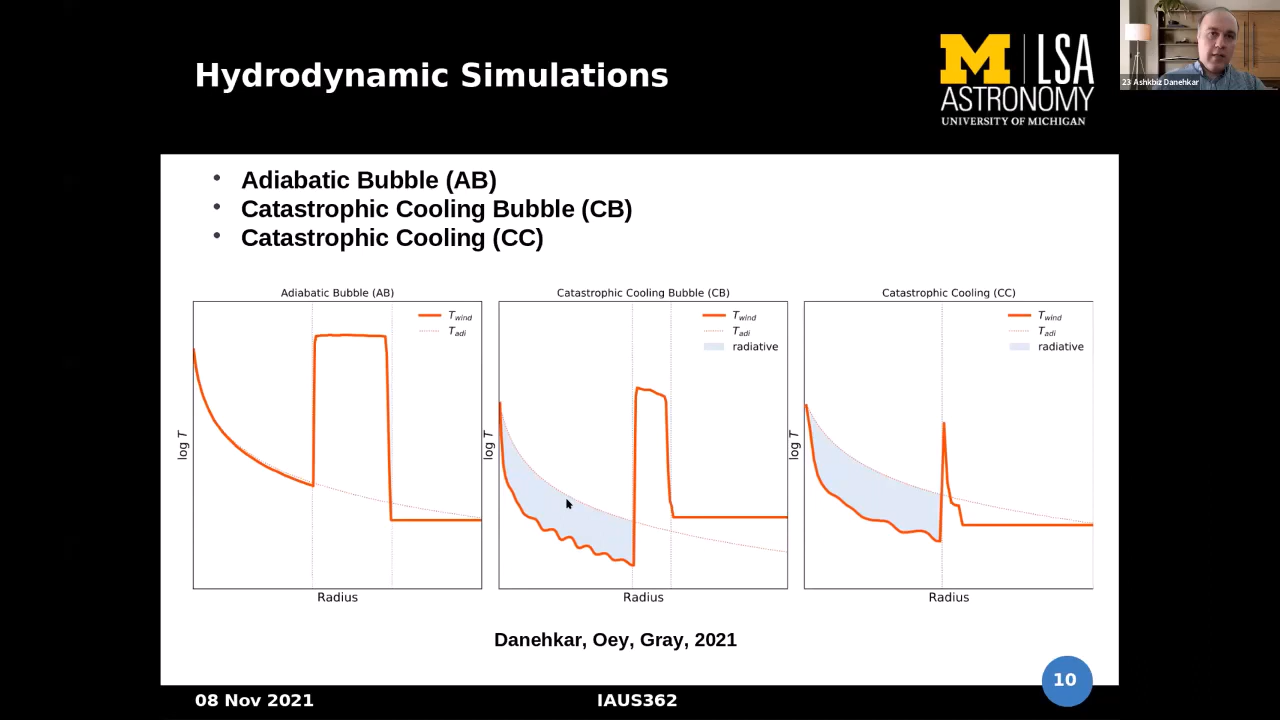 Hydrodynamic Simulations
M LSA
ASTRONOMY
UNIVERSITY OF MICHIGAN
23 Ashkbiz Danehkar
• Adiabatic Bubble (AB)
• Catastrophic Cooling Bubble (CB)
• Catastrophic Cooling (CC)
Adiabatic Bubble (AB)
T_wind
T_adi
log T
Radius
Catastrophic Cooling Bubble (CB)
T_wind
T_adi
radiative
log T
Radius
Catastrophic Cooling (CC)
T_wind
T_adi
radiative
log T
Radius
Danehkar, Oey, Gray, 2021
08 Nov 2021
IAUS362
10